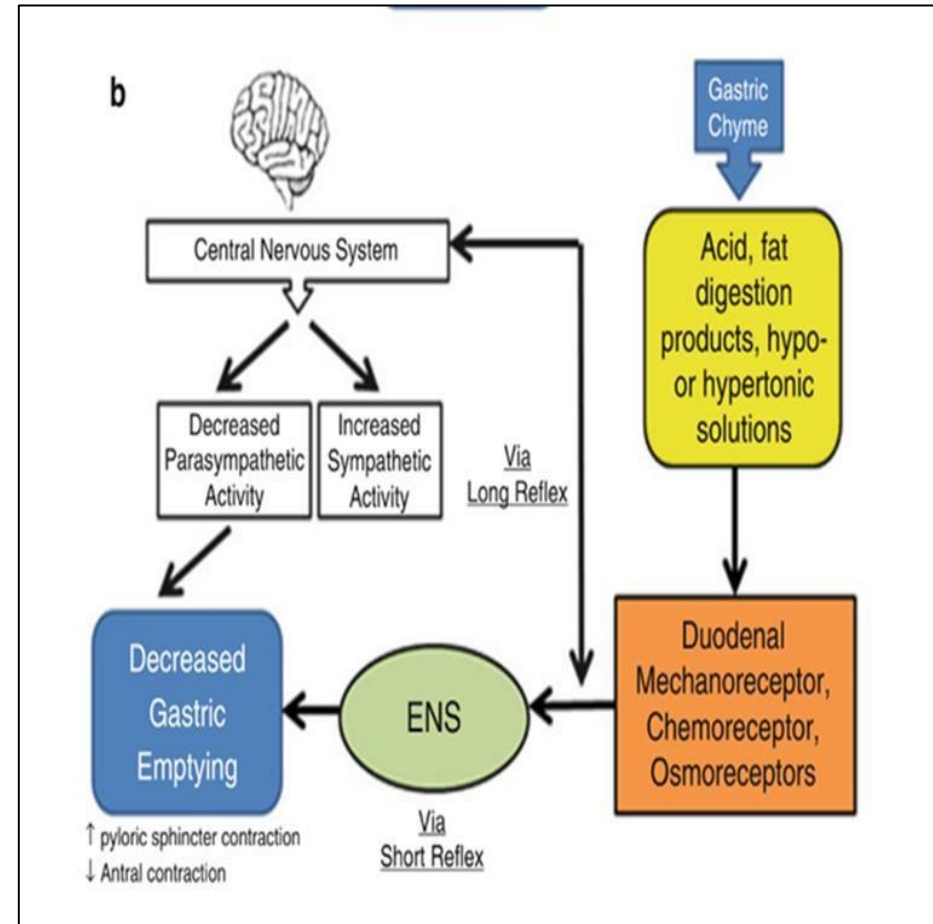 b
Gastric
Chyme
Central Nervous System
Acid, fat
digestion
products, hypo-
or hypertonic
solutions
Decreased
Parasympathetic
Activity
Increased
Sympathetic
Activity
Via
Long Reflex
Decreased
Gastric
Emptying
ENS
Duodenal
Mechanoreceptor,
Chemoreceptor,
Osmoreceptors
↑ pyloric sphincter contraction
↓ Antral contraction
Via
Short Reflex